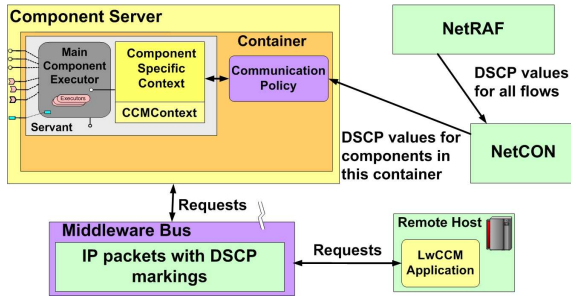 Component Server
Container
Main
Component
Executor
Executors
Servant
Component
Specific
Context
CCMContext
Communication
Policy
NetRAF
DSCP values
for all flows
NetCON
DSCP values for
components in
this container
Requests
Middleware Bus
IP packets with DSCP
markings
Requests
Remote Host
LwCCM
Application